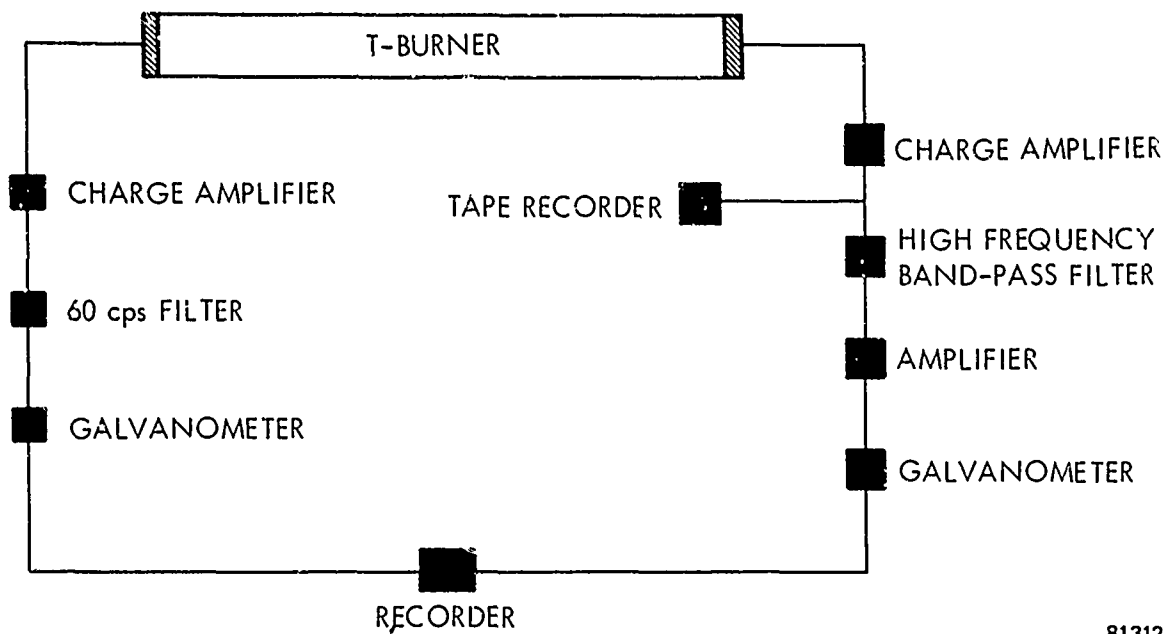 T-BURNER
CHARGE AMPLIFIER
CHARGE AMPLIFIER
TAPE RECORDER
HIGH FREQUENCY
BAND-PASS FILTER
60 cps FILTER
AMPLIFIER
GALVANOMETER
GALVANOMETER
RECORDER
81312